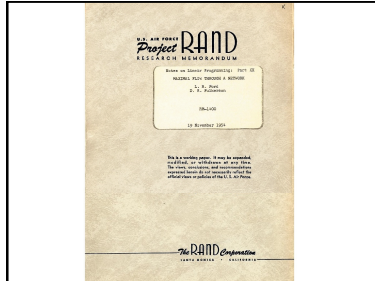 U.S. AIR FORCE
Project RAND
RESEARCH MEMORANDUM
Notes on Linear Programming: Part XX
MAXIMAL FLOW THROUGH A NETWORK
L. R. Ford
D. R. Fulkerson
RM-1400
19 November 1954
This is a working paper. It may be expanded,
modified, or withdrawn at any time.
The views, conclusions, and recommendations
expressed herein do not necessarily reflect the
official views or policies of the U. S. Air Force.
The RAND Corporation
SANTA MONICA • CALIFORNIA